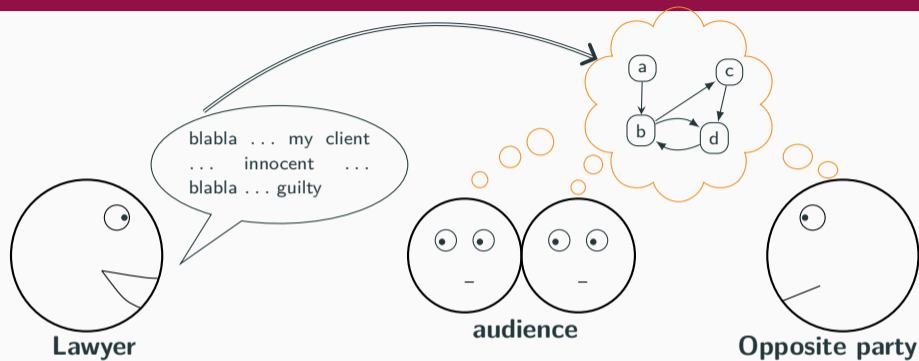 blabla ... my client
... innocent ...
blabla ... guilty
a
c
b
d
Lawyer
audience
Opposite party